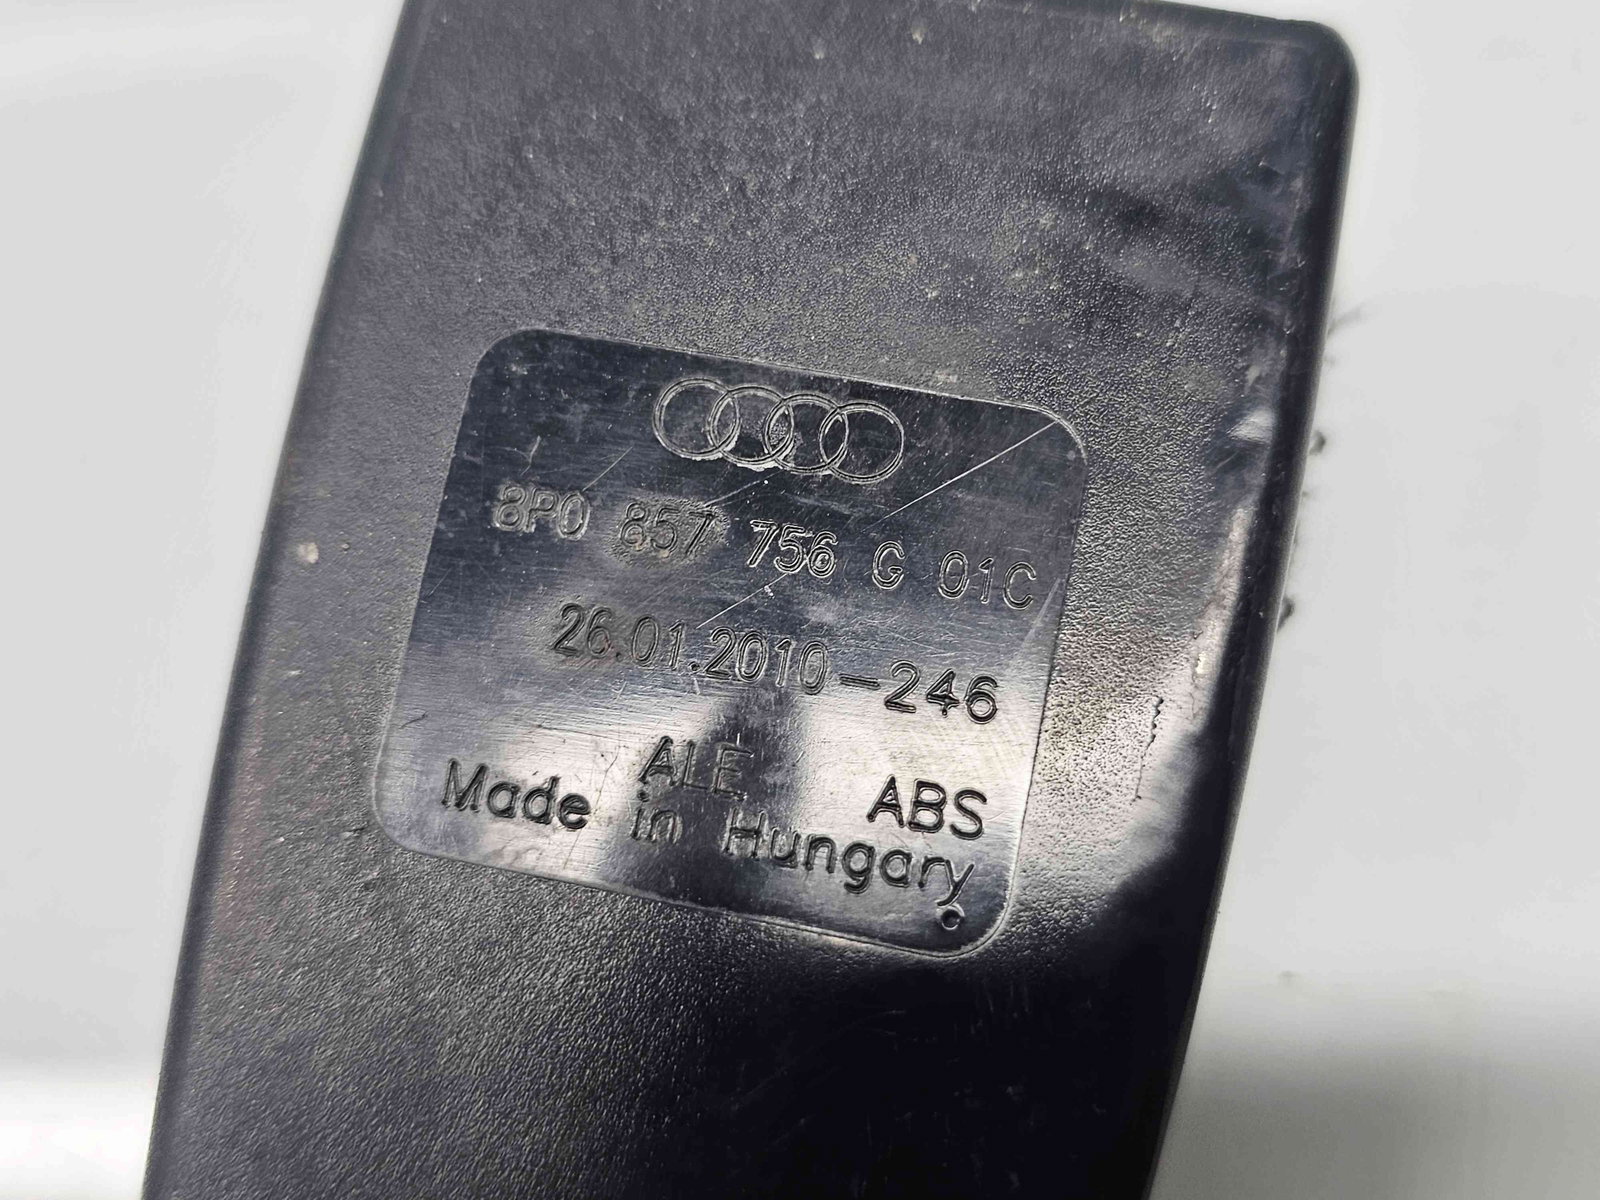 8P0 857 756 G 01C
26.01.2010-246
ALE ABS
Made in Hungary